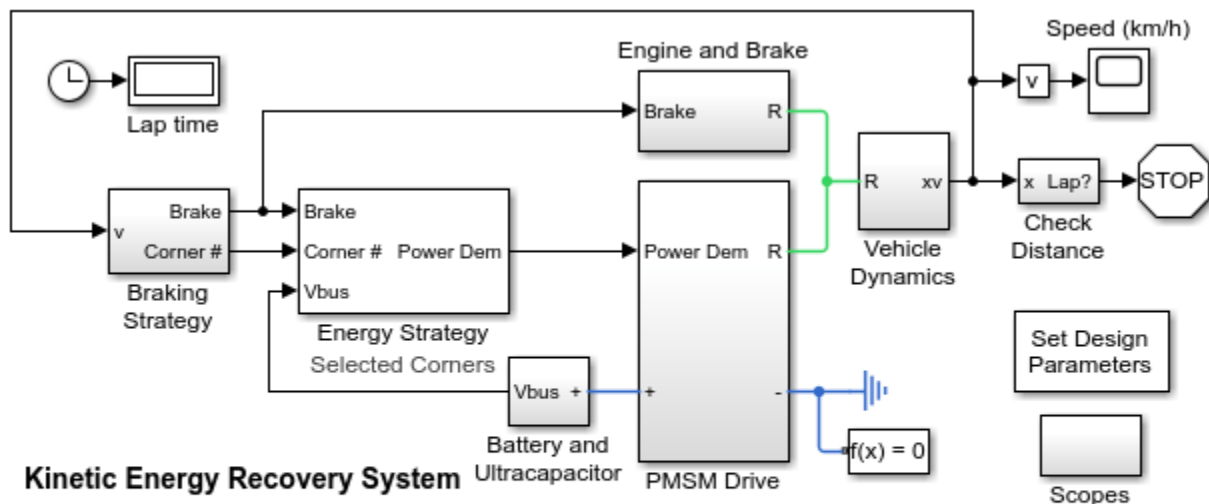 Speed (km/h)
Engine and Brake
Lap time
Brake
R
v
R
xv
x
Lap?
STOP
Check
Distance
Vehicle
Dynamics
v
Brake
Corner #
Braking
Strategy
Brake
Corner #
Vbus
Power Dem
Energy Strategy
Selected Corners
Power Dem
R
+
-
PMSM Drive
Vbus
+
Battery and
Ultracapacitor
f(x) = 0
Set Design
Parameters
Scopes
Kinetic Energy Recovery System